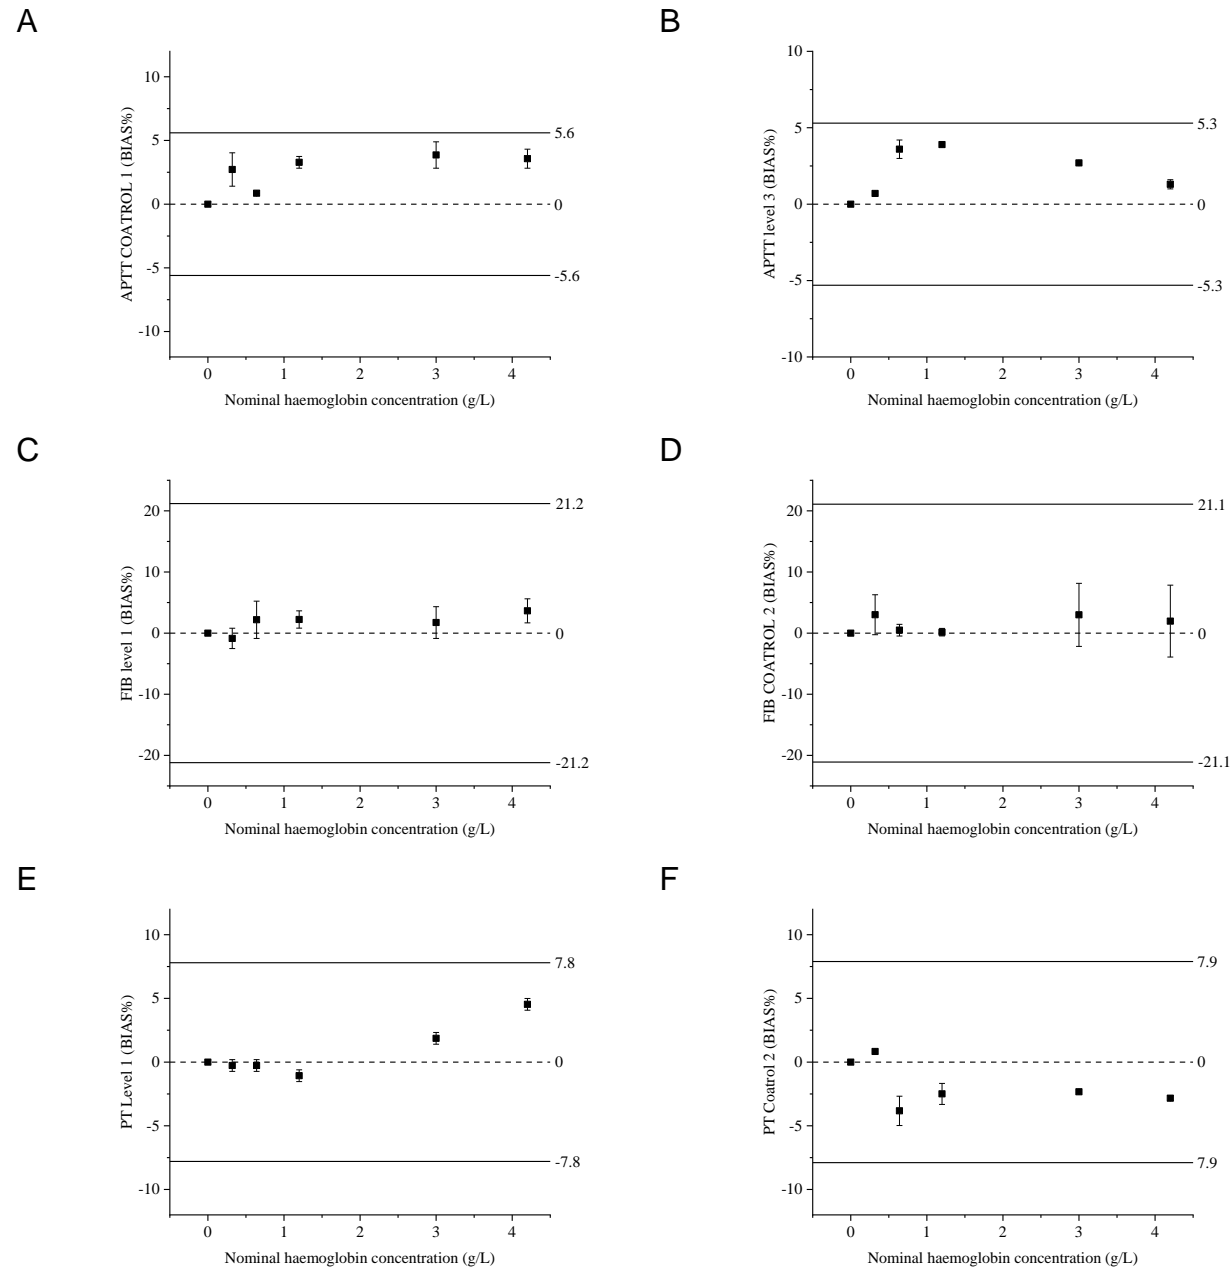 A
APTT COATROL 1 (BIAS%)
10
5
0
-5
-10
5.6
0
-5.6
0 1 2 3 4
Nominal haemoglobin concentration (g/L)
B
APTT level 3 (BIAS%)
10
5
0
-5
-10
5.3
0
-5.3
0 1 2 3 4
Nominal haemoglobin concentration (g/L)
C
FIB level 1 (BIAS%)
20
10
0
-10
-20
21.2
0
-21.2
0 1 2 3 4
Nominal haemoglobin concentration (g/L)
D
FIB COATROL 2 (BIAS%)
20
10
0
-10
-20
21.1
0
-21.1
0 1 2 3 4
Nominal haemoglobin concentration (g/L)
E
PT Level 1 (BIAS%)
10
5
0
-5
-10
7.8
0
-7.8
0 1 2 3 4
Nominal haemoglobin concentration (g/L)
F
PT Coatrol 2 (BIAS%)
10
5
0
-5
-10
7.9
0
7.9
0 1 2 3 4
Nominal haemoglobin concentration (g/L)